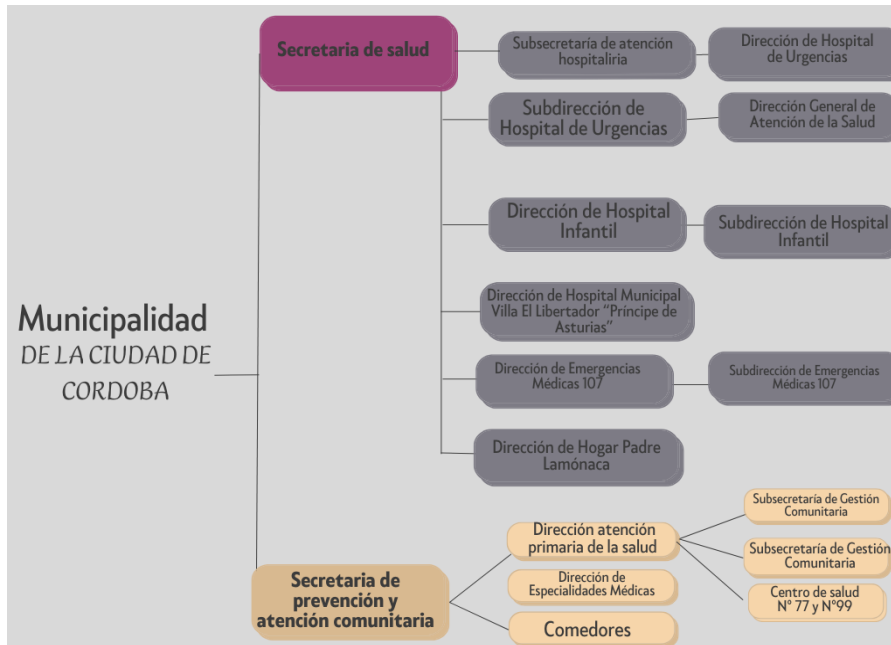 Municipalidad
DE LA CIUDAD DE
CORDOBA
Secretaria de salud
Subsecretaría de atención
hospitaliria
Dirección de Hospital
de Urgencias
Subdirección de
Hospital de Urgencias
Dirección General de
Atención de la Salud
Dirección de Hospital
Infantil
Subdirección de Hospital
Infantil
Dirección de Hospital Municipal
Villa El Libertador “Príncipe de
Asturias”
Dirección de Emergencias
Médicas 107
Subdirección de Emergencias
Médicas 107
Dirección de Hogar Padre
Lamónaca
Secretaria de
prevención y
atención comunitaria
Dirección atención
primaria de la salud
Subsecretaría de Gestión
Comunitaria
Subsecretaría de Gestión
Comunitaria
Centro de salud
N° 77 y N°99
Dirección de
Especialidades Médicas
Comedores